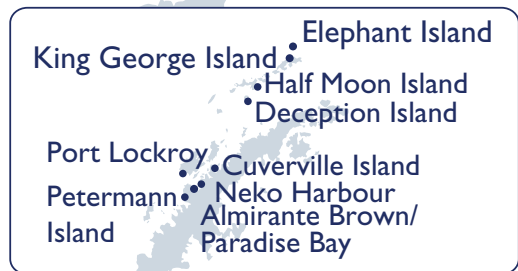 Elephant Island
King George Island
Half Moon Island
Deception Island
Port Lockroy
Cuverville Island
Petermann
Island
Neko Harbour
Almirante Brown/
Paradise Bay